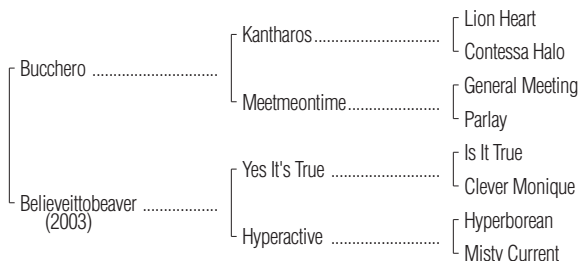 Lion Heart
Kantharos
Contessa Halo
Bucchero
General Meeting
Meetmeontime
Parlay
Is It True
Yes It's True
Clever Monique
Believeittobeaver
(2003)
Hyperborean
Hyperactive
Misty Current